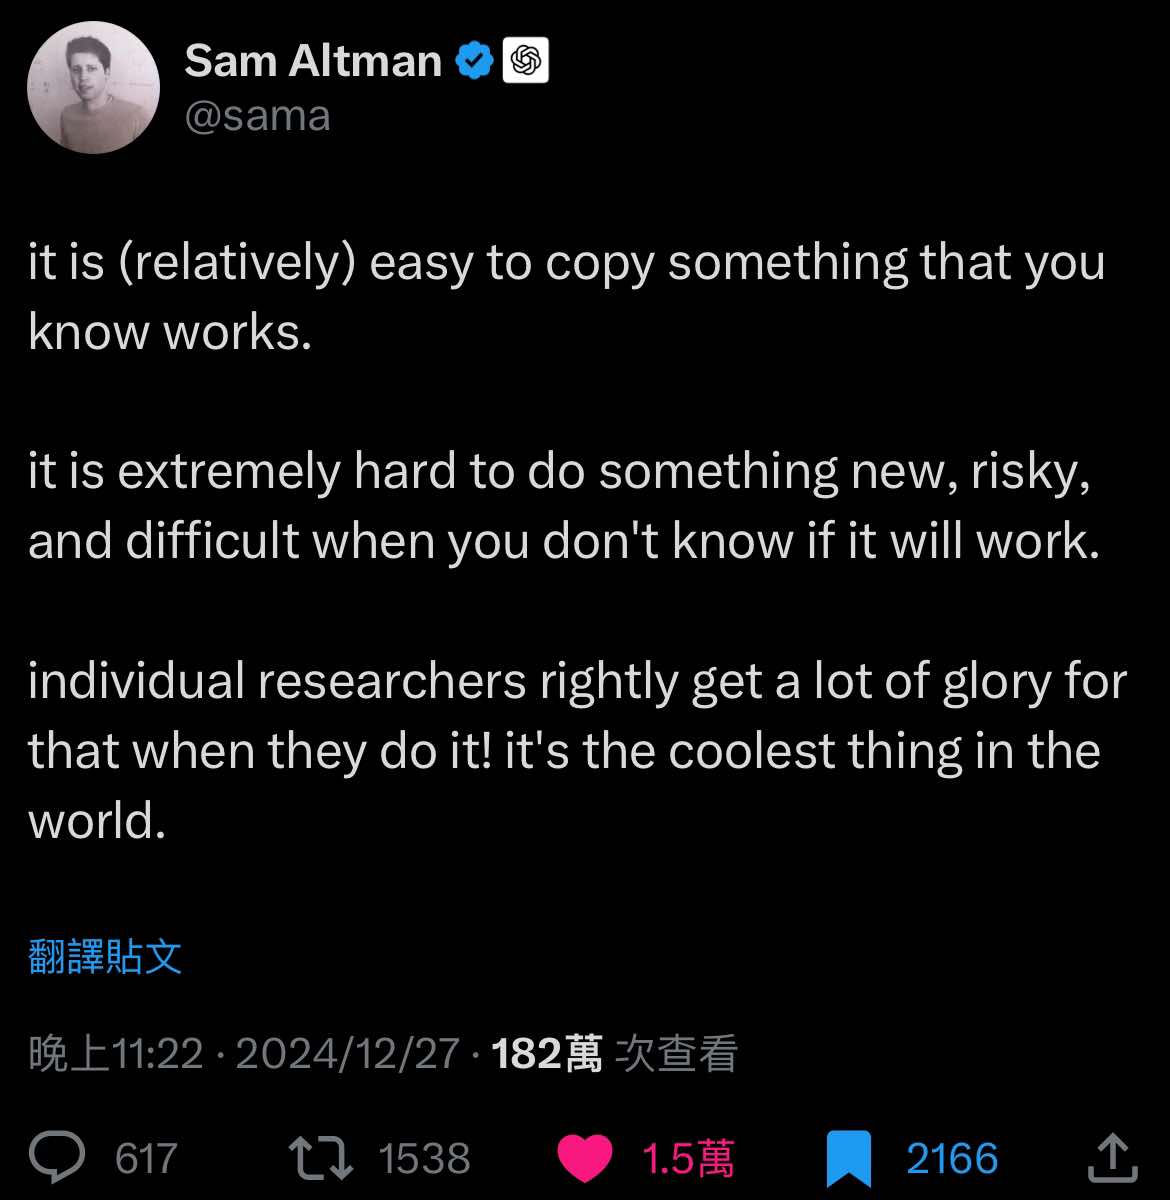 Sam Altman
@sama
it is (relatively) easy to copy something that you
know works.
it is extremely hard to do something new, risky,
and difficult when you don't know if it will work.
individual researchers rightly get a lot of glory for
that when they do it! it's the coolest thing in the
world.
翻譯貼文
晚上11:22 · 2024/12/27 · 182萬 次查看
617 1538 1.5萬 2166